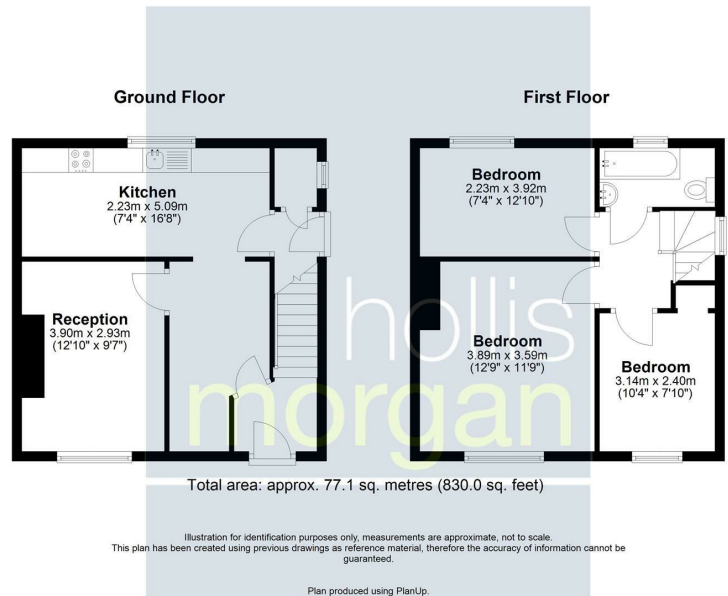 Ground Floor
First Floor
Kitchen
2.23m x 5.09m
(7'4" x 16'8")
Bedroom
2.23m x 3.92m
(7'4" x 12'10")
Reception
3.90m x 2.93m
(12'10" x 9'7")
Bedroom
3.89m x 3.59m
(12'9" x 11'9")
Bedroom
3.14m x 2.40m
(10'4" x 7'10")
hollis
morgan
Total area: approx. 77.1 sq. metres (830.0 sq. feet)
Illustration for identification purposes only, measurements are approximate, not to scale.
This plan has been created using previous drawings as reference material, therefore the accuracy of information cannot be
guaranteed.
Plan produced using PlanUp.